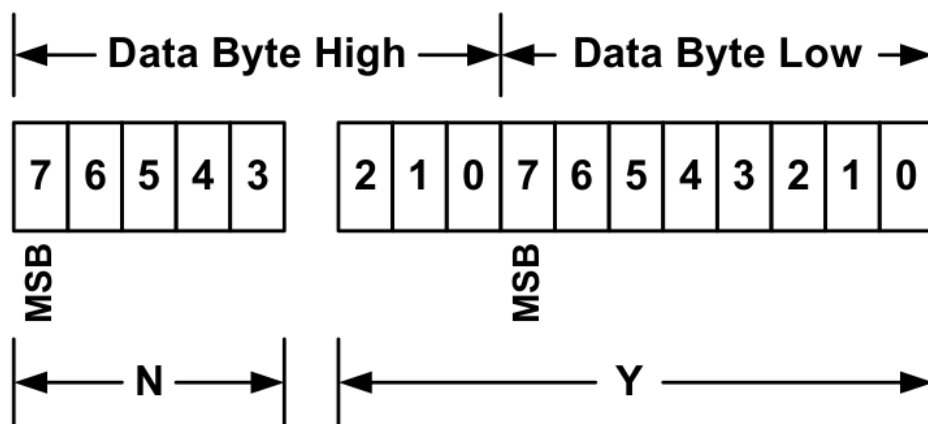 Data Byte High Data Byte Low
7 6 5 4 3 2 1 0 7 6 5 4 3 2 1 0
MSB MSB
N Y